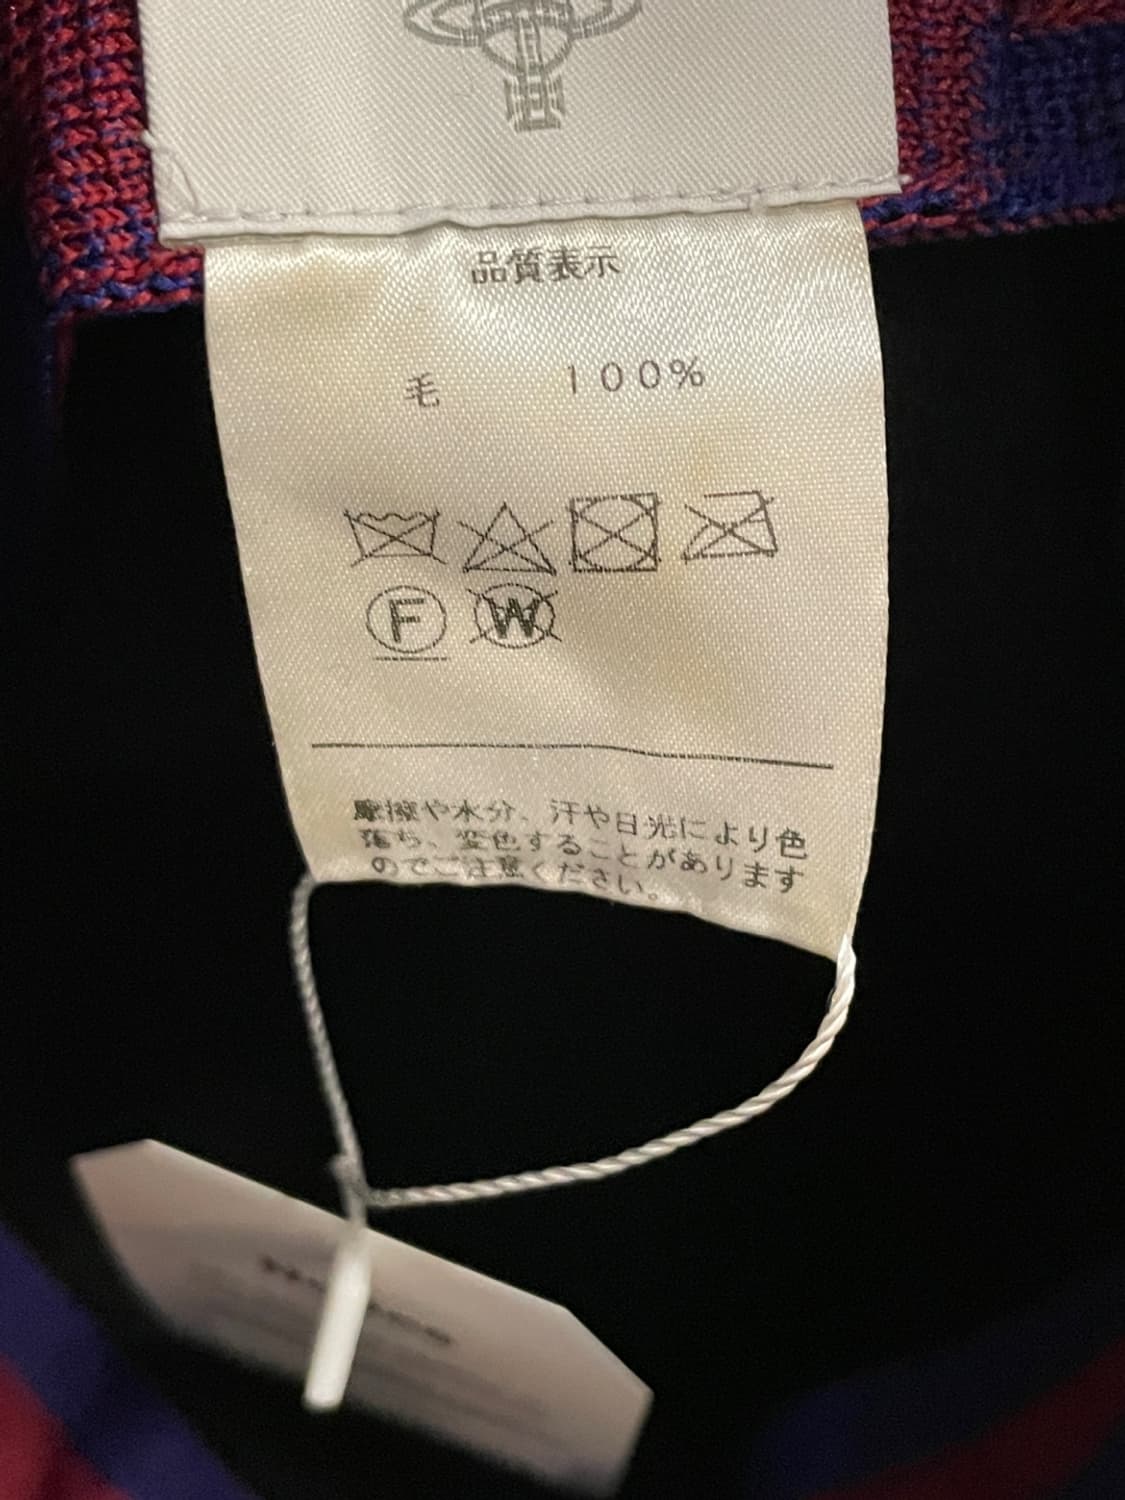 品質表示
毛 100%
F W
摩擦や水分、汗や日光により色
落ち、変色することがあります
のでご注意ください。